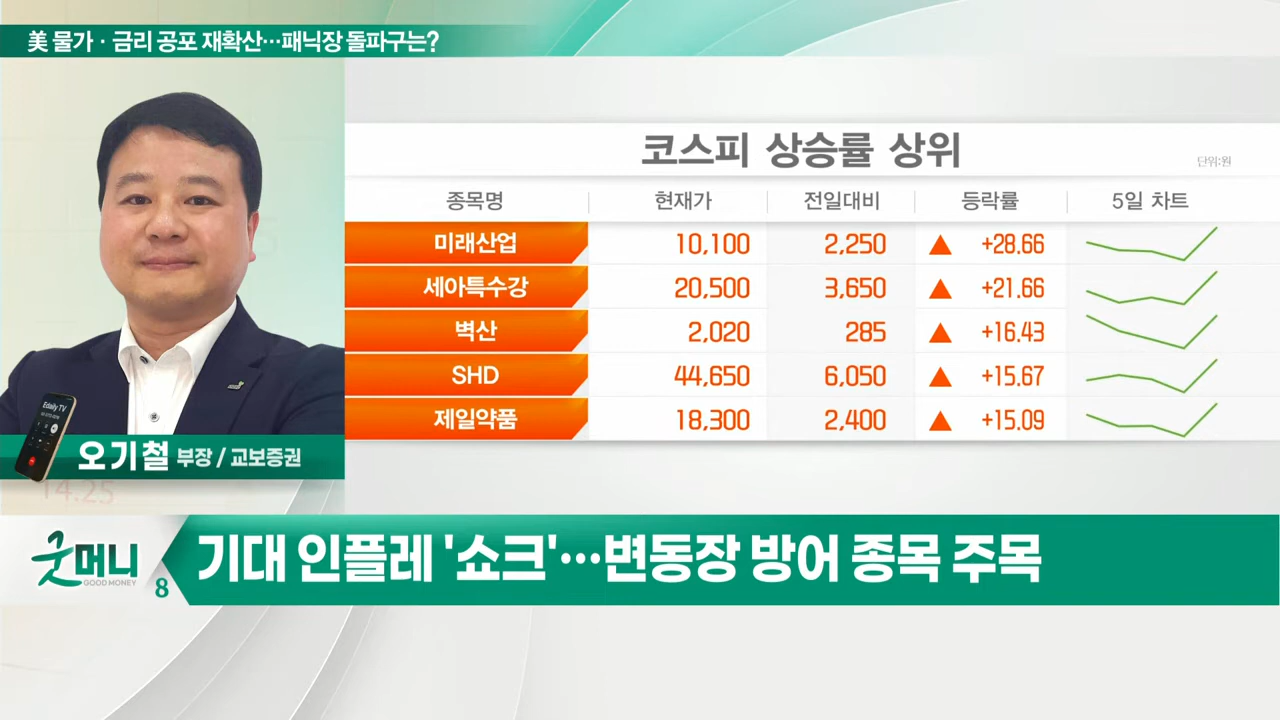 美 물가·금리 공포 재확산…패닉장 돌파구는?
코스피 상승률 상위
단위:원
종목명 현재가 전일대비 등락률 5일 차트
미래산업 10,100 2,250 ▲ +28.66
세아특수강 20,500 3,650 ▲ +21.66
벽산 2,020 285 ▲ +16.43
SHD 44,650 6,050 ▲ +15.67
제일약품 18,300 2,400 ▲ +15.09
Edaily TV
오기철 부장 / 교보증권
14.25
굿머니
GOOD MONEY
8
기대 인플레 '쇼크'…변동장 방어 종목 주목